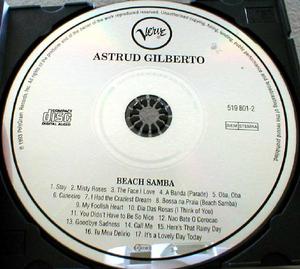 Verve
ASTRUD GILBERTO
COMPACT
disc
DIGITAL AUDIO
519 801-2
BIEM/STEMRA
BEACH SAMBA
1. Stay 2. Misty Roses 3. The Face I Love 4. A Banda (Parade) 5. Oba, Oba
6. Canoeiro 7. I Had the Craziest Dream 8. Bossa na Praia (Beach Samba)
9. My Foolish Heart 10. Dia Das Rosas (I Think of You)
11. You Didn't Have to Be So Nice 12. Nao Bate O Corocao
13. Goodbye Sadness 14. Call Me 15. Here's That Rainy Day
16. Tu Meu Delirio 17. It's a Lovely Day Today